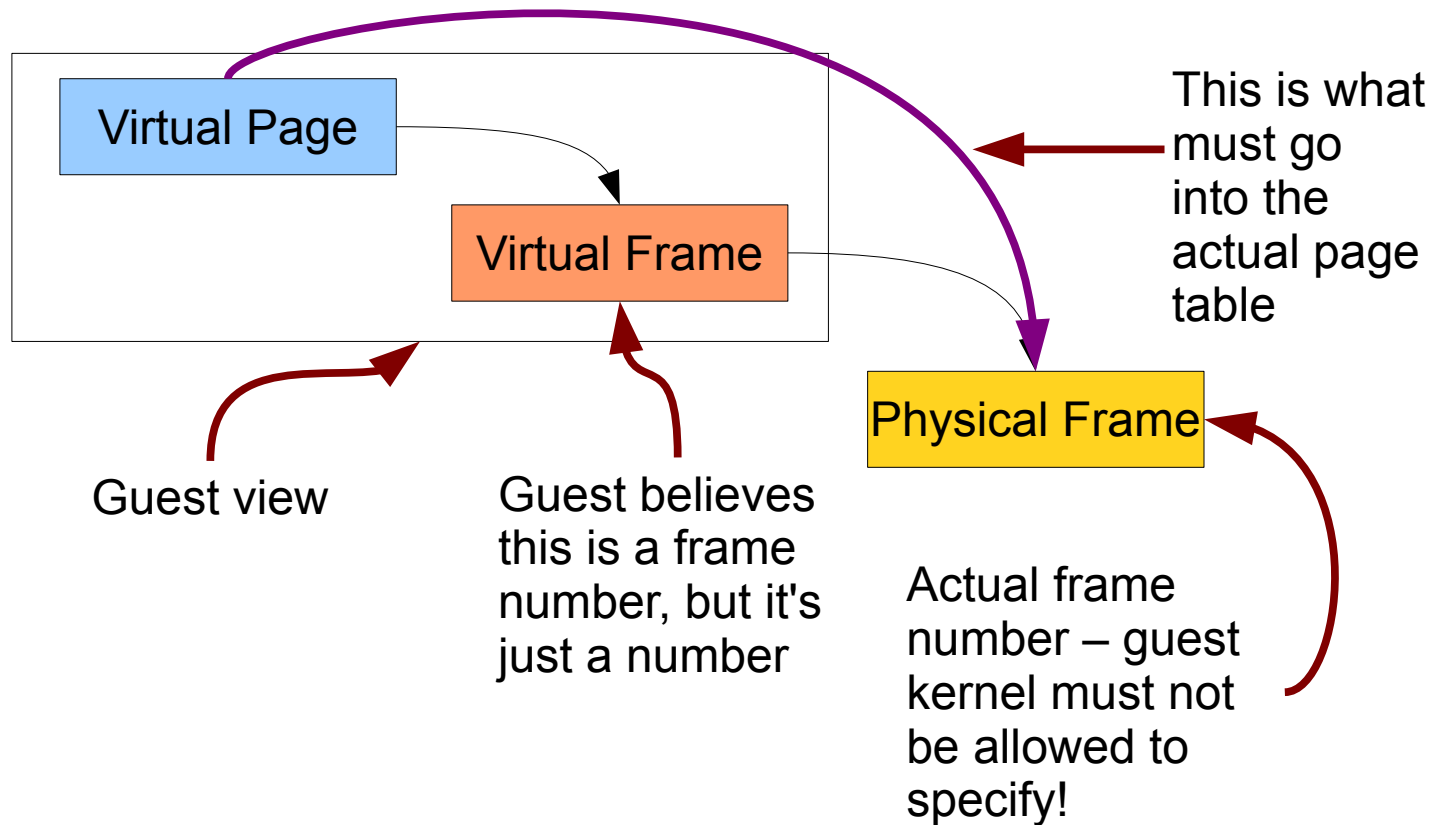 Virtual Page
Virtual Frame
Physical Frame
This is what
must go
into the
actual page
table
Guest view
Guest believes
this is a frame
number, but it's
just a number
Actual frame
number – guest
kernel must not
be allowed to
specify!